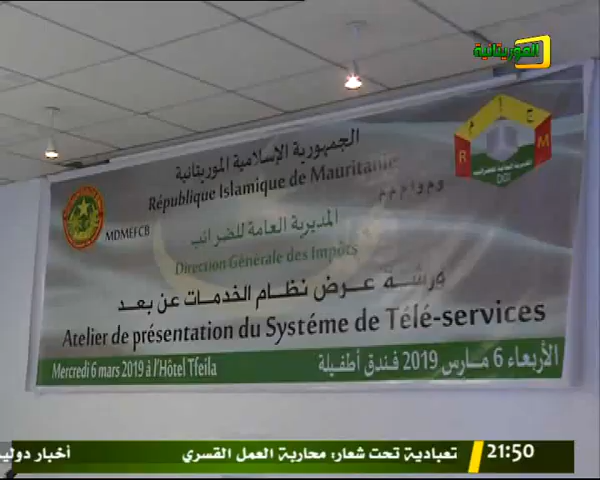 الموريتانية
الجمهورية الإسلامية الموريتانية
République Islamique de Mauritanie
MDMEFCB
و م و ا م م م
المديرية العامة للضرائب
Direction Générale des Impôts
R
M
DGI
ورشة عرض نظام الخدمات عن بعد
Atelier de présentation du Systéme de Télé-services
Mercredi 6 mars 2019 à l'Hôtel Tfeila
الأربعاء 6 مارس 2019 فندق أطفيلة
21:50
تعبادية تحت شعار: محاربة العمل القسري
أخبار دولية